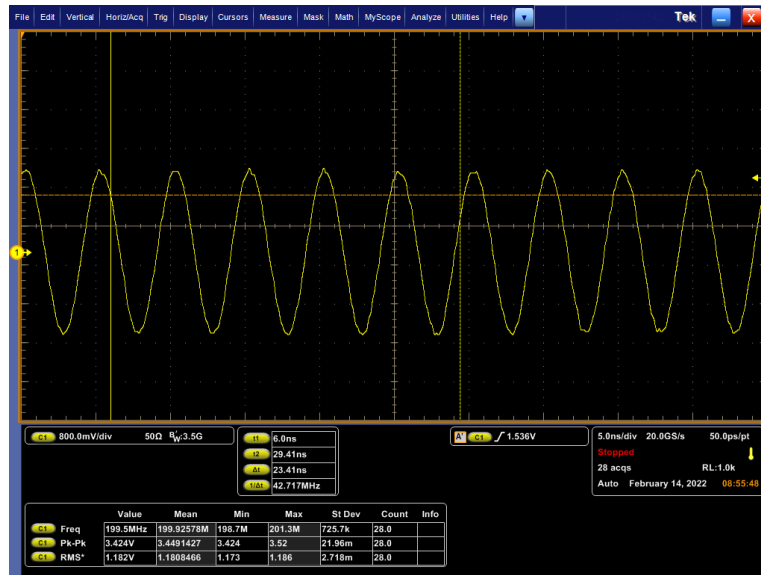 File Edit Vertical Horiz/Acq Trig Display Cursors Measure Mask Math MyScope Analyze Utilities Help Tek X
1
C1 800.0mV/div 50Ω BW:3.5G
t1 6.0ns
t2 29.41ns
Δt 23.41ns
1/Δt 42.717MHz
A' C1 1.536V
5.0ns/div 20.0GS/s 50.0ps/pt
Stopped
28 acqs RL:1.0k
Auto February 14, 2022 08:55:48
Value Mean Min Max St Dev Count Info
C1 Freq 199.5MHz 199.92578M 198.7M 201.3M 725.7k 28.0
C1 Pk-Pk 3.424V 3.4491427 3.424 3.52 21.96m 28.0
C1 RMS* 1.182V 1.1808466 1.173 1.186 2.718m 28.0